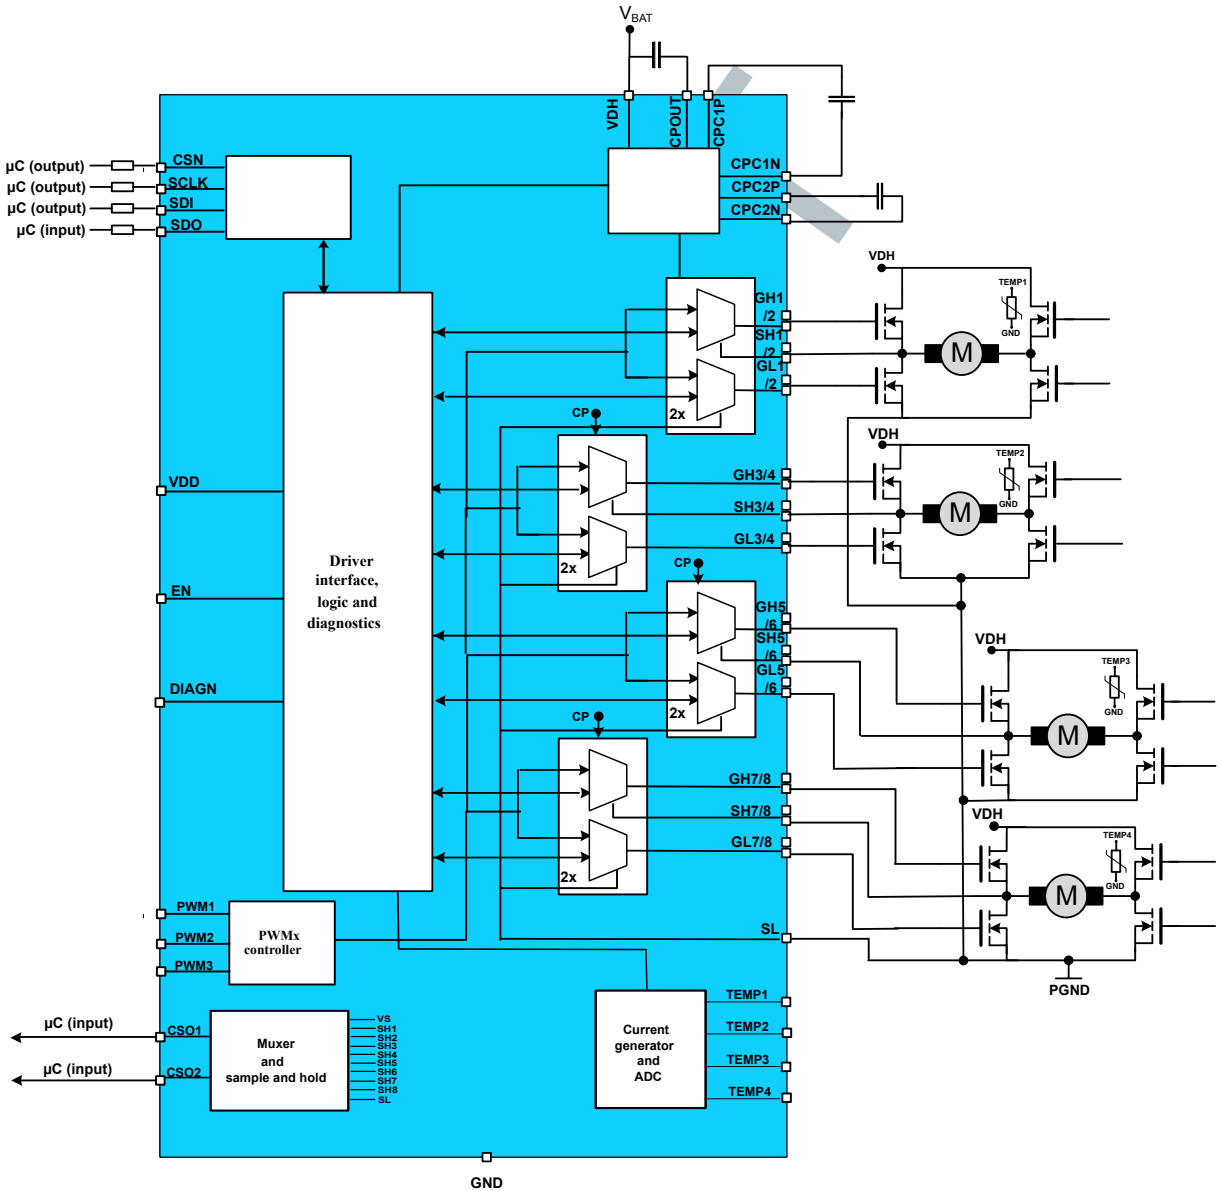 VBAT
VDH
CPOUT
CPC1P
CPC1N
CPC2P
CPC2N
µC (output)
µC (output)
µC (output)
µC (input)
CSN
SCLK
SDI
SDO
VDD
EN
DIAGN
Driver
interface,
logic and
diagnostics
GH1
/2
SH1
/2
GL1
/2
2x
CP
GH3/4
SH3/4
GL3/4
2x
CP
GH5
/6
SH5
/6
GL5
/6
2x
CP
GH7/8
SH7/8
GL7/8
2x
SL
VDH
TEMP1
GND
M
VDH
TEMP2
GND
M
VDH
TEMP3
GND
M
VDH
TEMP4
GND
M
PGND
PWM1
PWM2
PWM3
PWMx
controller
µC (input)
µC (input)
CSO1
CSO2
Muxer
and
sample and hold
VS
SH1
SH2
SH3
SH4
SH5
SH6
SH7
SH8
SL
Current
generator
and
ADC
TEMP1
TEMP2
TEMP3
TEMP4
GND